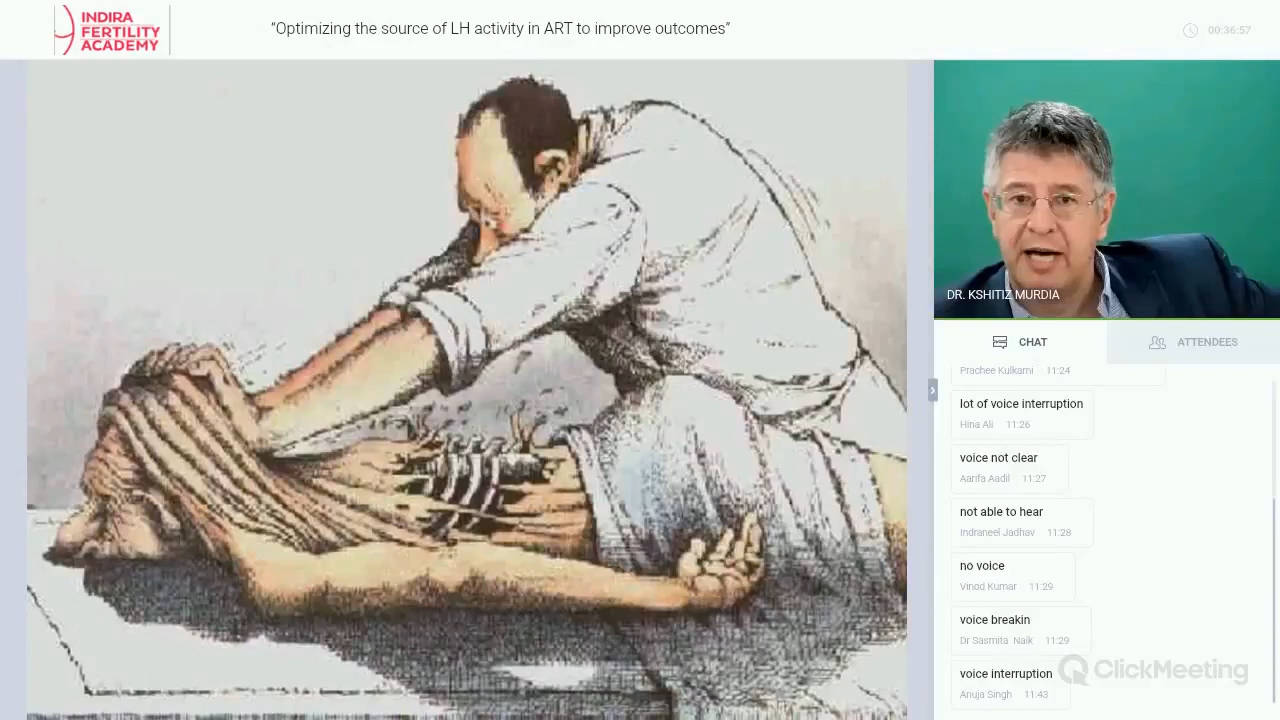 INDIRA
FERTILITY
ACADEMY
“Optimizing the source of LH activity in ART to improve outcomes”
00:36:57
DR. KSHITIZ MURDIA
CHAT
ATTENDEES
Prachee Kulkarni 11:24
lot of voice interruption
Hina Ali 11:26
voice not clear
Aarifa Aadil 11:27
not able to hear
Indraneel Jadhav 11:28
no voice
Vinod Kumar 11:29
voice breakin
Dr Sasmita Naik 11:29
voice interruption
Anuja Singh 11:43
ClickMeeting